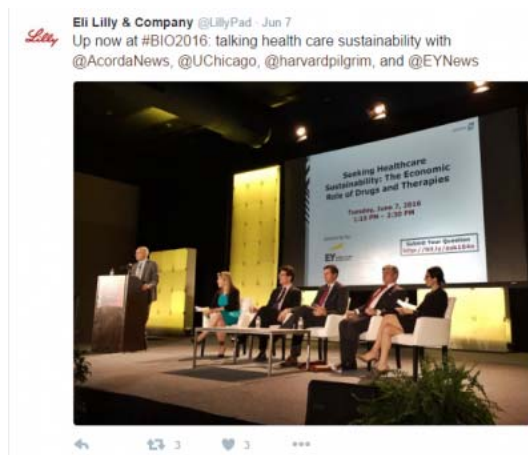 Eli Lilly & Company @LillyPad · Jun 7
Lilly
Up now at #BIO2016: talking health care sustainability with
@AcordaNews, @UChicago, @harvardpilgrim, and @EYNews
Seeking Healthcare
Sustainability: The Economic
Role of Drugs and Therapies
Tuesday, June 7, 2016
1:15 PM - 2:30 PM
EY
Submit Your Question
3
3